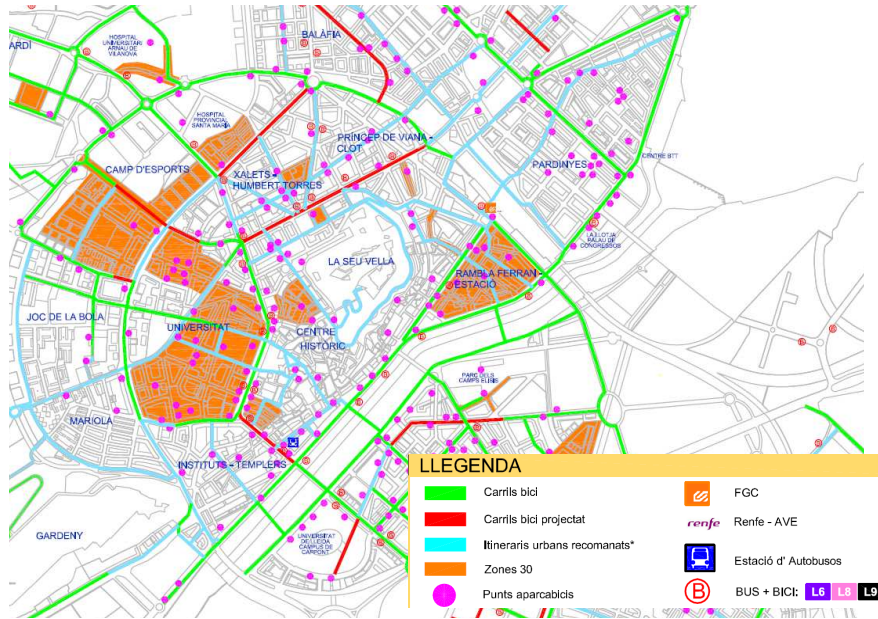 HOSPITAL
UNIVERSITARI
ARNAU DE
VILANOVA
BALÀFIA
ARDÍ
HOSPITAL
PROVINCIAL
SANTA MARIA
PRÍNCEP DE VIANA -
CLOT
CAMP D'ESPORTS
XALETS -
HUMBERT TORRES
PARDINYES
CENTRE BTT
LA LLOTJA
PALAU DE
CONGRESSOS
LA SEU VELLA
RAMBLA FERRAN -
ESTACIÓ
JOC DE LA BOLA
UNIVERSITAT
CENTRE
HISTÒRIC
PARC DELS
CAMPS ELISIS
MARIOLA
INSTITUTS - TEMPLERS
GARDENY
UNIVERSITAT
DE LLEIDA
CAMPUS DE
CAPPONT
LLEGENDA
Carrils bici
Carrils bici projectat
Itineraris urbans recomanats*
Zones 30
Punts aparcabicis
FGC
renfe Renfe - AVE
Estació d' Autobusos
B BUS + BICI: L6 L8 L9